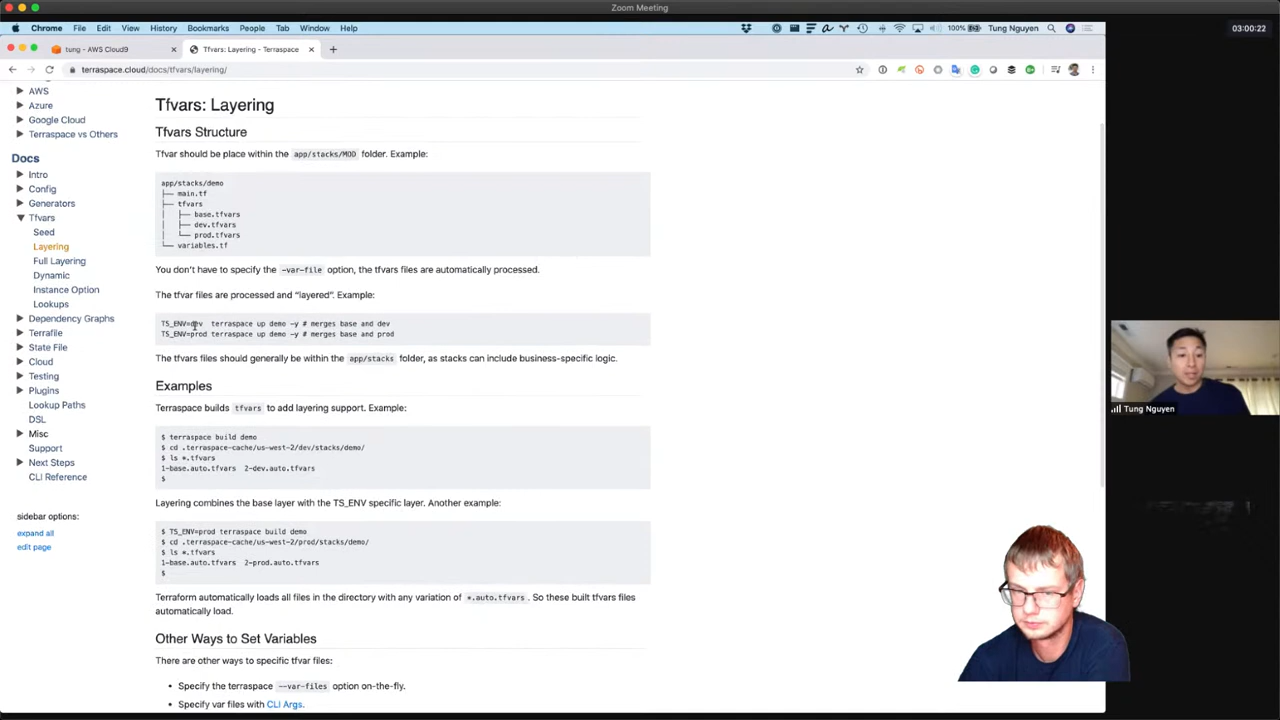 Zoom Meeting
Chrome File Edit View History Bookmarks People Tab Window Help
100% Tung Nguyen
03:00:22
tung - AWS Cloud9
Tfvars: Layering - Terraspace
terraspace.cloud/docs/tfvars/layering/
AWS
Azure
Google Cloud
Terraspace vs Others
Docs
Intro
Config
Generators
Tfvars
Seed
Layering
Full Layering
Dynamic
Instance Option
Lookups
Dependency Graphs
Terrafile
State File
Cloud
Testing
Plugins
Lookup Paths
DSL
Misc
Support
Next Steps
CLI Reference
sidebar options:
expand all
edit page
Tfvars: Layering
Tfvars Structure
Tfvar should be place within the app/stacks/MOD folder. Example:
app/stacks/demo
├── main.tf
├── tfvars
│   ├── base.tfvars
│   ├── dev.tfvars
│   └── prod.tfvars
└── variables.tf
You don't have to specify the -var-file option, the tfvars files are automatically processed.
The tfvar files are processed and “layered”. Example:
TS_ENV=dev  terraspace up demo -y # merges base and dev
TS_ENV=prod terraspace up demo -y # merges base and prod
The tfvars files should generally be within the app/stacks folder, as stacks can include business-specific logic.
Examples
Terraspace builds tfvars to add layering support. Example:
$ terraspace build demo
$ cd .terraspace-cache/us-west-2/dev/stacks/demo/
$ ls *.tfvars
1-base.auto.tfvars  2-dev.auto.tfvars
$
Layering combines the base layer with the TS_ENV specific layer. Another example:
$ TS_ENV=prod terraspace build demo
$ cd .terraspace-cache/us-west-2/prod/stacks/demo/
$ ls *.tfvars
1-base.auto.tfvars  2-prod.auto.tfvars
$
Terraform automatically loads all files in the directory with any variation of *.auto.tfvars. So these built tfvars files
automatically load.
Other Ways to Set Variables
There are other ways to specific tfvar files:
• Specify the terraspace --var-files option on-the-fly.
• Specify var files with CLI Args.
Tung Nguyen